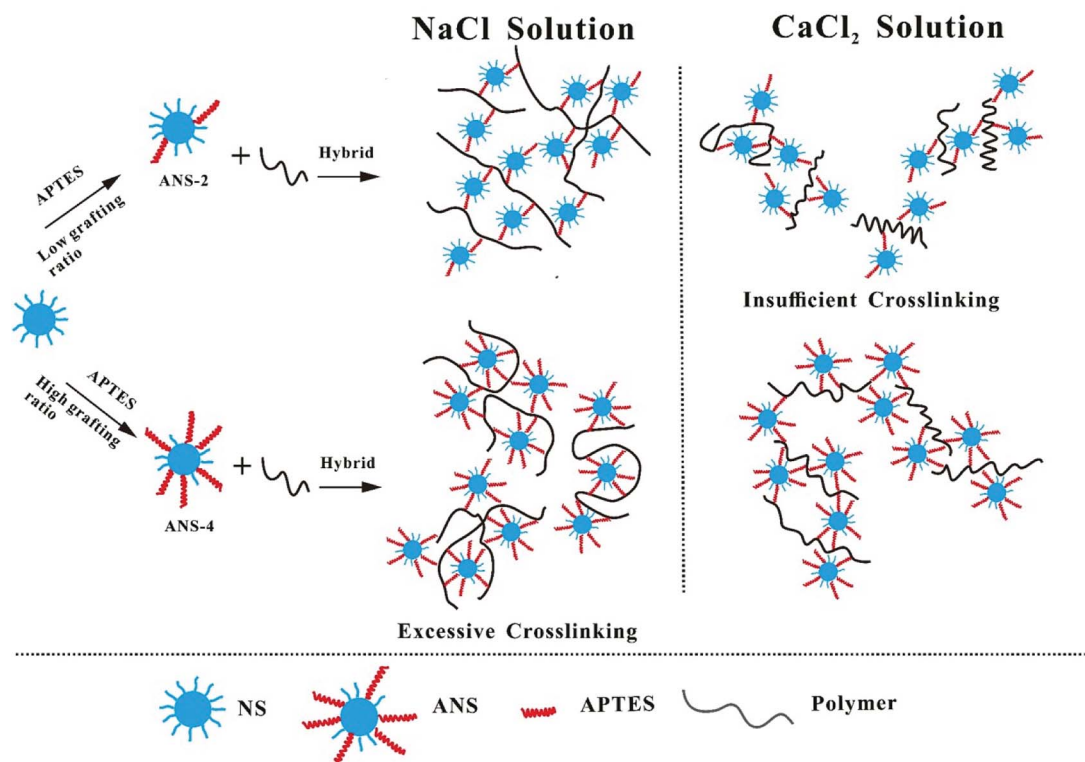 NaCl Solution
CaCl₂ Solution
APTES
Low grafting
ratio
ANS-2
+
Hybrid
Insufficient Crosslinking
APTES
High grafting
ratio
ANS-4
+
Hybrid
Excessive Crosslinking
NS
ANS
APTES
Polymer